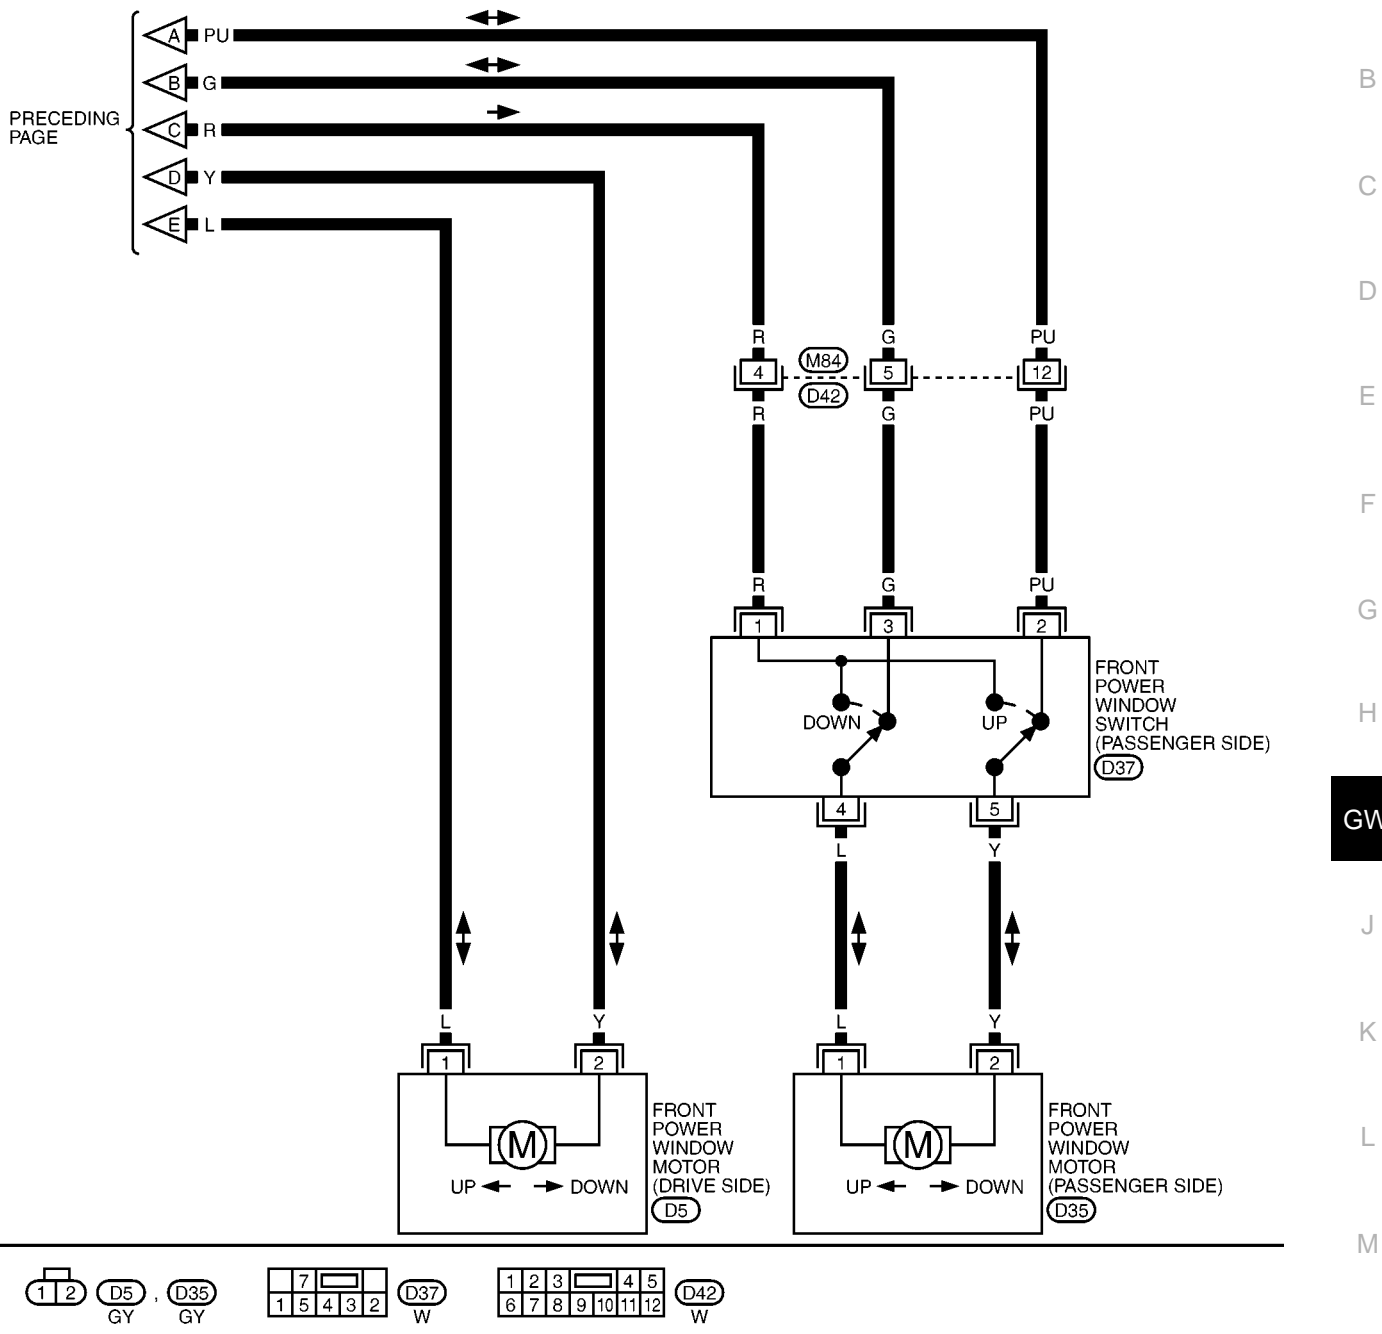 A PU
B G
C R
D Y
E L
PRECEDING
PAGE
B
C
D
E
F
G
H
GW
J
K
L
M
R G PU
4 M84 5 12
D42
R G PU
R G PU
1 3 2
DOWN UP
FRONT
POWER
WINDOW
SWITCH
(PASSENGER SIDE)
D37
4 5
L Y
L Y L Y
1 2 1 2
M M
UP DOWN UP DOWN
FRONT
POWER
WINDOW
MOTOR
(DRIVE SIDE)
D5
FRONT
POWER
WINDOW
MOTOR
(PASSENGER SIDE)
D35
1 2 D5 , D35
GY GY
7
1 5 4 3 2
D37
W
1 2 3 4 5
6 7 8 9 10 11 12
D42
W